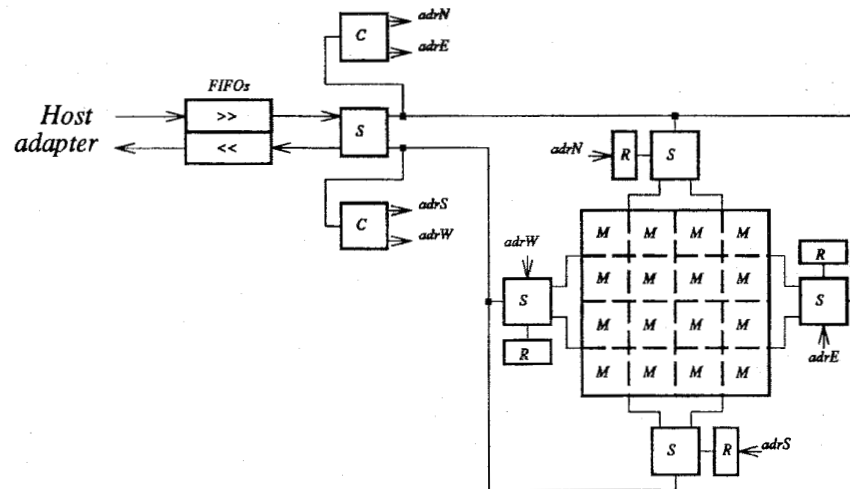 adrN
C
adrE
FIFOs
Host
adapter
>>
<<
S
adrN
R
S
C
adrS
adrW
adrW
M M M M
R
M M M M
S
S
M M M M
R
adrE
M M M M
S
R
adrS